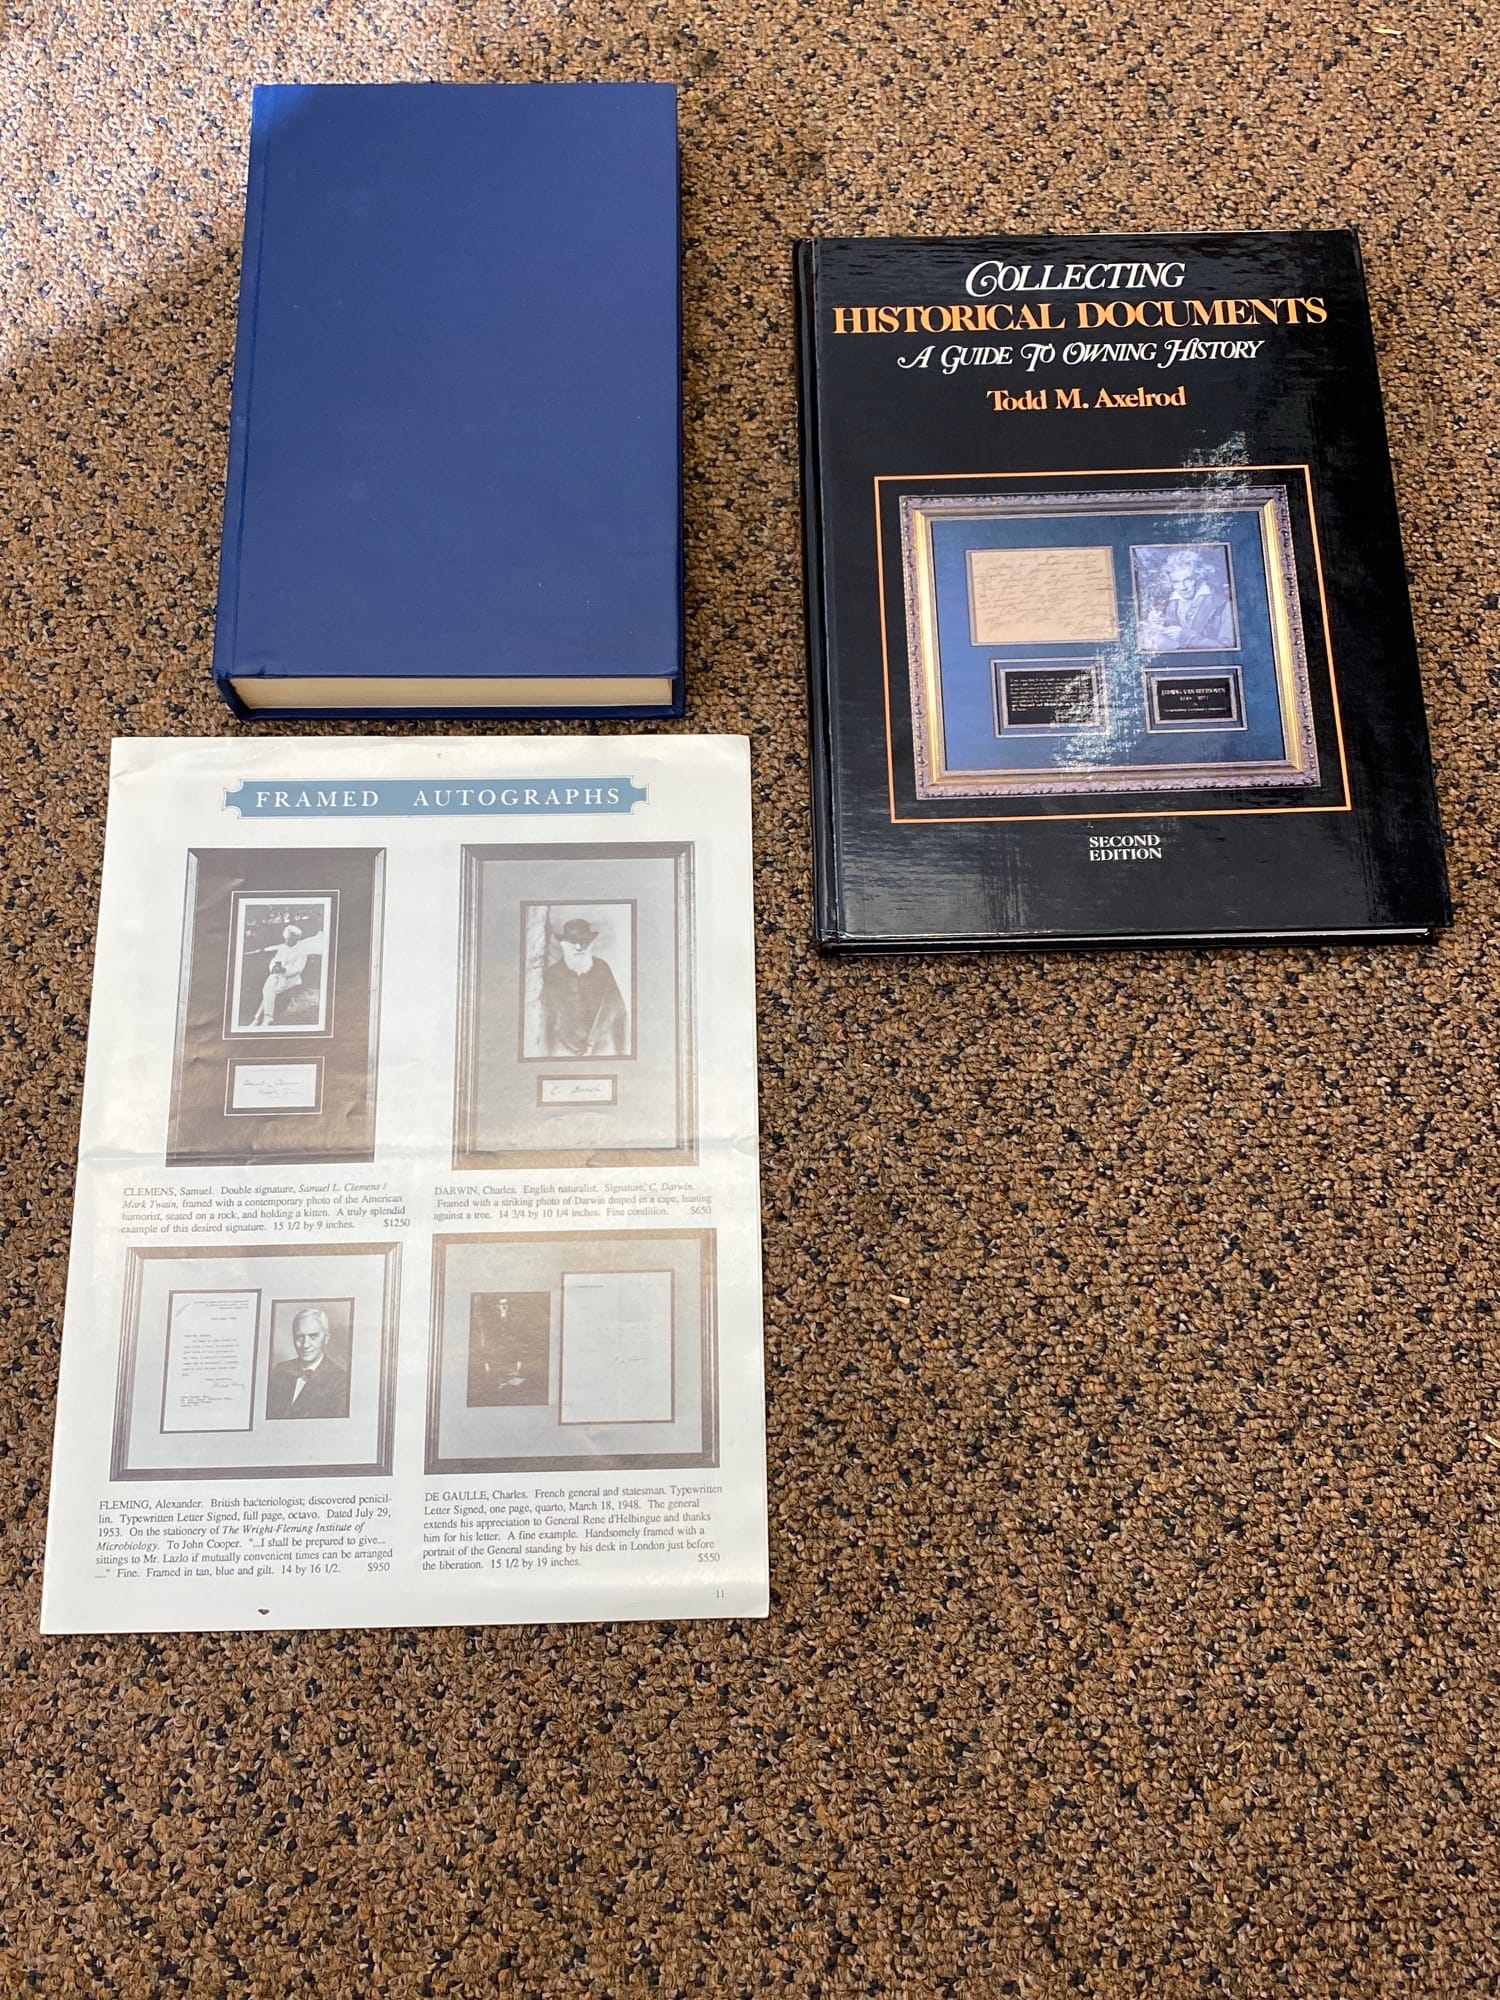 COLLECTING
HISTORICAL DOCUMENTS
A GUIDE TO OWNING HISTORY
Todd M. Axelrod
LUDWIG VAN BEETHOVEN
SECOND
EDITION
FRAMED AUTOGRAPHS
CLEMENS, Samuel. Double signature, Samuel L. Clemens /
Mark Twain, framed with a contemporary photo of the American
humorist, seated on a rock, and holding a kitten. A truly splendid
example of this desired signature. 15 1/2 by 9 inches. $1250
DARWIN, Charles. English naturalist. Signature, C. Darwin.
Framed with a striking photo of Darwin draped in a cape, leaning
against a tree. 14 3/4 by 10 1/4 inches. Fine condition. $650
FLEMING, Alexander. British bacteriologist; discovered penicil-
lin. Typewritten Letter Signed, full page, octavo. Dated July 29,
1953. On the stationery of The Wright-Fleming Institute of
Microbiology. To John Cooper. "...I shall be prepared to give...
sittings to Mr. Lazlo if mutually convenient times can be arranged
...." Fine. Framed in tan, blue and gilt. 14 by 16 1/2. $950
DE GAULLE, Charles. French general and statesman. Typewritten
Letter Signed, one page, quarto, March 18, 1948. The general
extends his appreciation to General Rene d'Helbingue and thanks
him for his letter. A fine example. Handsomely framed with a
portrait of the General standing by his desk in London just before
the liberation. 15 1/2 by 19 inches. $550
11